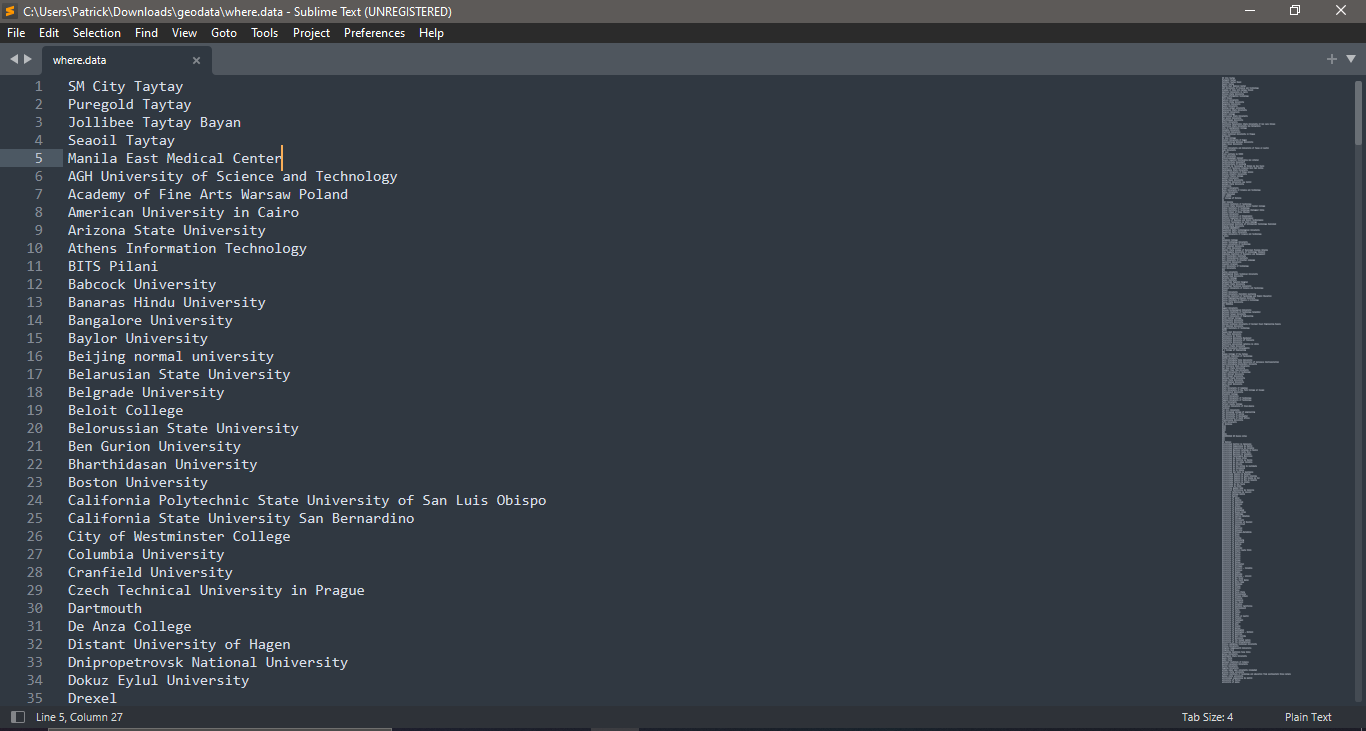 C:\Users\Patrick\Downloads\geodata\where.data - Sublime Text (UNREGISTERED)
File Edit Selection Find View Goto Tools Project Preferences Help
where.data
1 SM City Taytay
2 Puregold Taytay
3 Jollibee Taytay Bayan
4 Seaoil Taytay
5 Manila East Medical Center
6 AGH University of Science and Technology
7 Academy of Fine Arts Warsaw Poland
8 American University in Cairo
9 Arizona State University
10 Athens Information Technology
11 BITS Pilani
12 Babcock University
13 Banaras Hindu University
14 Bangalore University
15 Baylor University
16 Beijing normal university
17 Belarusian State University
18 Belgrade University
19 Beloit College
20 Belorussian State University
21 Ben Gurion University
22 Bharthidasan University
23 Boston University
24 California Polytechnic State University of San Luis Obispo
25 California State University San Bernardino
26 City of Westminster College
27 Columbia University
28 Cranfield University
29 Czech Technical University in Prague
30 Dartmouth
31 De Anza College
32 Distant University of Hagen
33 Dnipropetrovsk National University
34 Dokuz Eylul University
35 Drexel
Line 5, Column 27 Tab Size: 4 Plain Text